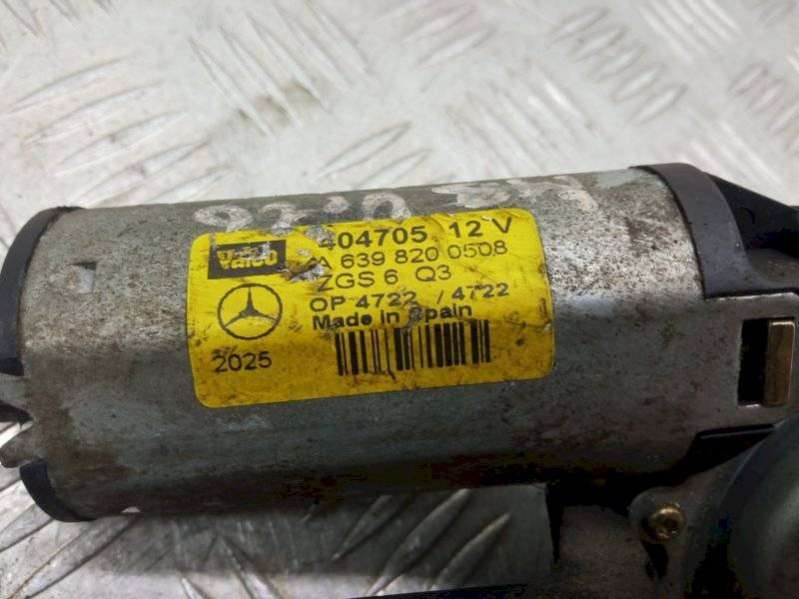 Valeo
404705 12 V
A 639 820 0508
ZGS 6 Q3
OP 4722 / 4722
Made in Spain
2025